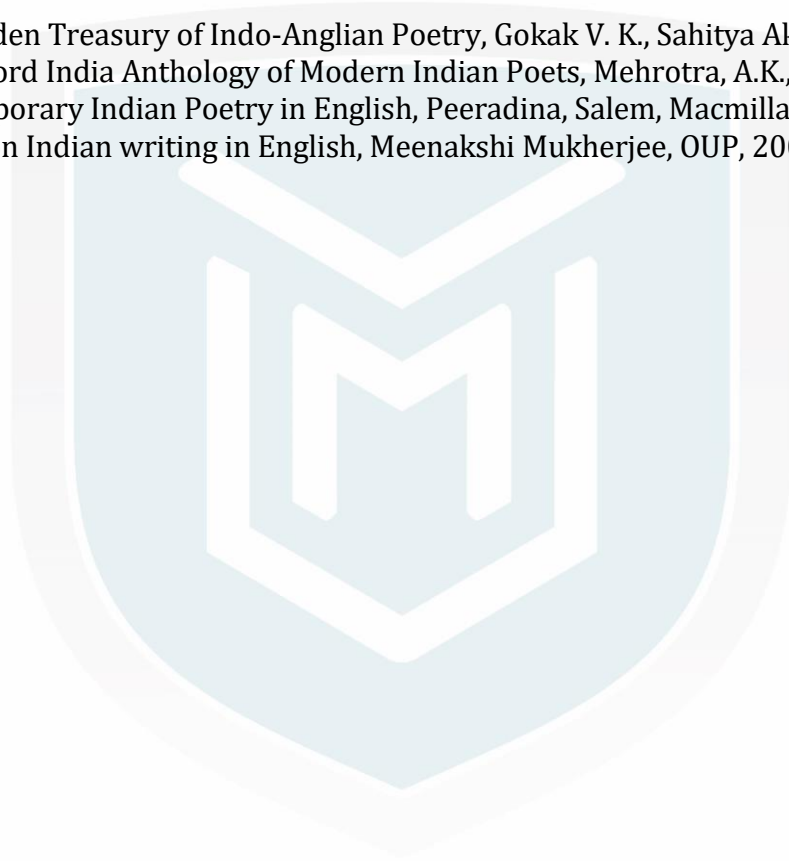 den Treasury of Indo-Anglian Poetry, Gokak V. K., Sahitya Ak
ord India Anthology of Modern Indian Poets, Mehrotra, A.K.,
porary Indian Poetry in English, Peeradina, Salem, Macmilla
n Indian writing in English, Meenakshi Mukherjee, OUP, 200